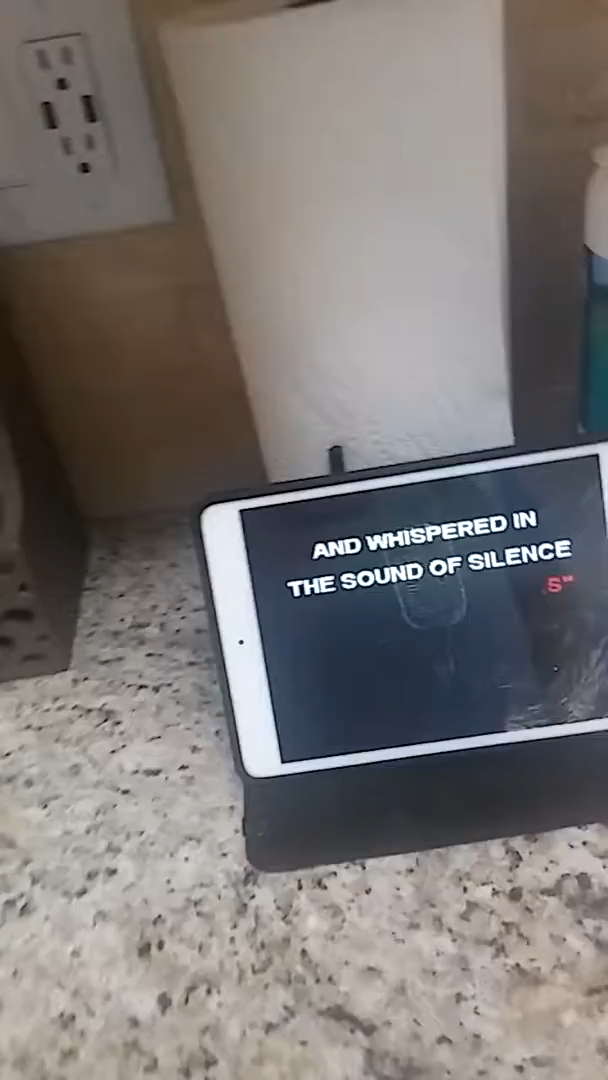 AND WHISPERED IN
THE SOUND OF SILENCE
.S"